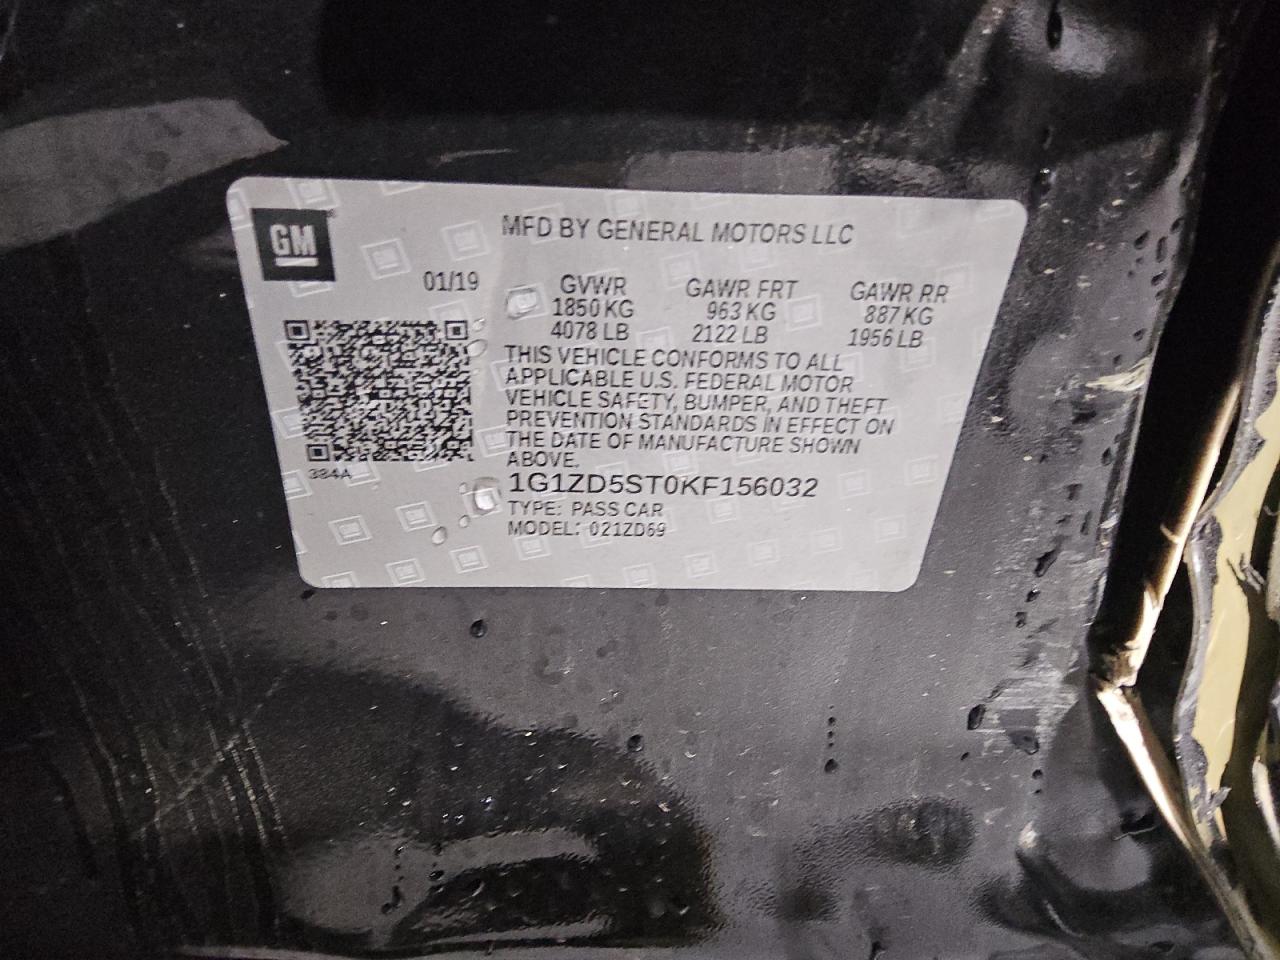 GM
MFD BY GENERAL MOTORS LLC
01/19
GVWR GAWR FRT GAWR RR
1850 KG 963 KG 887 KG
4078 LB 2122 LB 1956 LB
THIS VEHICLE CONFORMS TO ALL
APPLICABLE U.S. FEDERAL MOTOR
VEHICLE SAFETY, BUMPER, AND THEFT
PREVENTION STANDARDS IN EFFECT ON
THE DATE OF MANUFACTURE SHOWN
ABOVE.
384A
1G1ZD5ST0KF156032
TYPE: PASS CAR
MODEL: 021ZD69